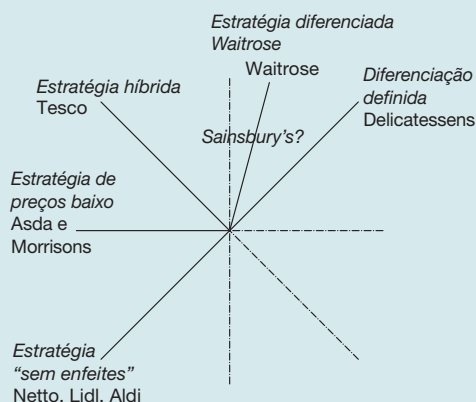 Estratégia diferenciada
Waitrose
Waitrose
Estratégia híbrida
Tesco
Diferenciação
definida
Delicatessens
Sainsbury's?
Estratégia de
preços baixo
Asda e
Morrisons
Estratégia
"sem enfeites"
Netto, Lidl, Aldi